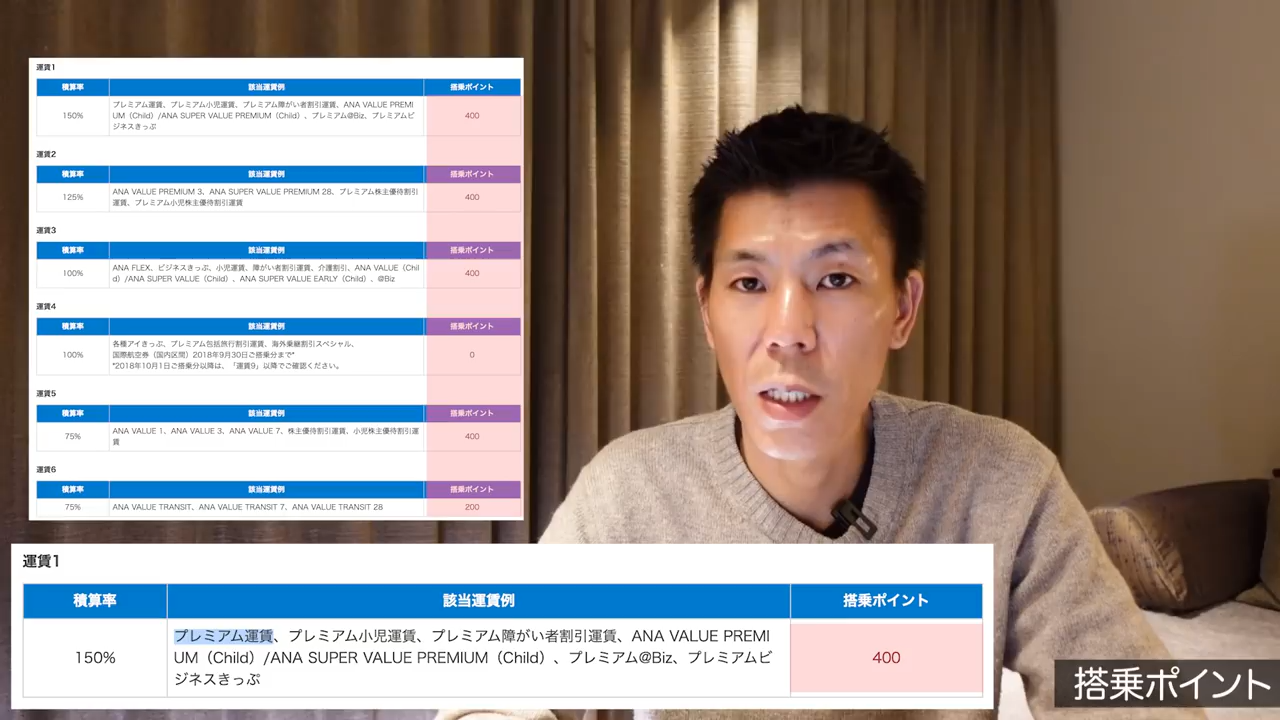 運賃1
積算率 該当運賃例 搭乗ポイント
150% プレミアム運賃、プレミアム小児運賃、プレミアム障がい者割引運賃、ANA VALUE PREMI 400
UM（Child）/ANA SUPER VALUE PREMIUM（Child）、プレミアム@Biz、プレミアムビ
ジネスきっぷ
運賃2
積算率 該当運賃例 搭乗ポイント
125% ANA VALUE PREMIUM 3、ANA SUPER VALUE PREMIUM 28、プレミアム株主優待割引 400
運賃、プレミアム小児株主優待割引運賃
運賃3
積算率 該当運賃例 搭乗ポイント
100% ANA FLEX、ビジネスきっぷ、小児運賃、障がい者割引運賃、介護割引、ANA VALUE（Chil 400
d）/ANA SUPER VALUE（Child）、ANA SUPER VALUE EARLY（Child）、@Biz
運賃4
積算率 該当運賃例 搭乗ポイント
100% 各種アイきっぷ、プレミアム包括旅行割引運賃、海外乗継割引スペシャル、 0
国際航空券（国内区間）2018年9月30日ご搭乗分まで*
*2018年10月1日ご搭乗分以降は、「運賃9」以降でご確認ください。
運賃5
積算率 該当運賃例 搭乗ポイント
75% ANA VALUE 1、ANA VALUE 3、ANA VALUE 7、株主優待割引運賃、小児株主優待割引運 400
賃
運賃6
積算率 該当運賃例 搭乗ポイント
75% ANA VALUE TRANSIT、ANA VALUE TRANSIT 7、ANA VALUE TRANSIT 28 200
運賃1
積算率 該当運賃例 搭乗ポイント
150% プレミアム運賃、プレミアム小児運賃、プレミアム障がい者割引運賃、ANA VALUE PREMI 400
UM（Child）/ANA SUPER VALUE PREMIUM（Child）、プレミアム@Biz、プレミアムビ
ジネスきっぷ
搭乗ポイント